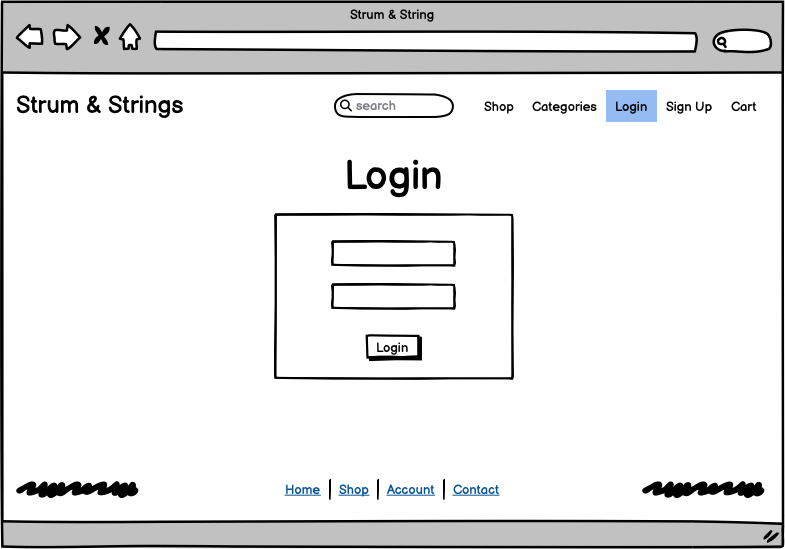 Strum & String
Strum & Strings
search
Shop Categories Login Sign Up Cart
Login
Login
Home Shop Account Contact